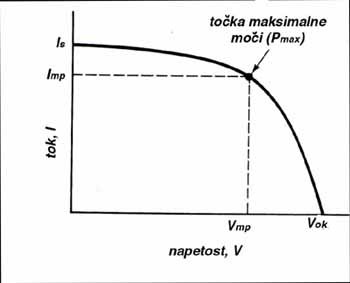 točka maksimalne
moči (Pmax)
Is
Imp
tok, I
Vmp
Vok
napetost, V